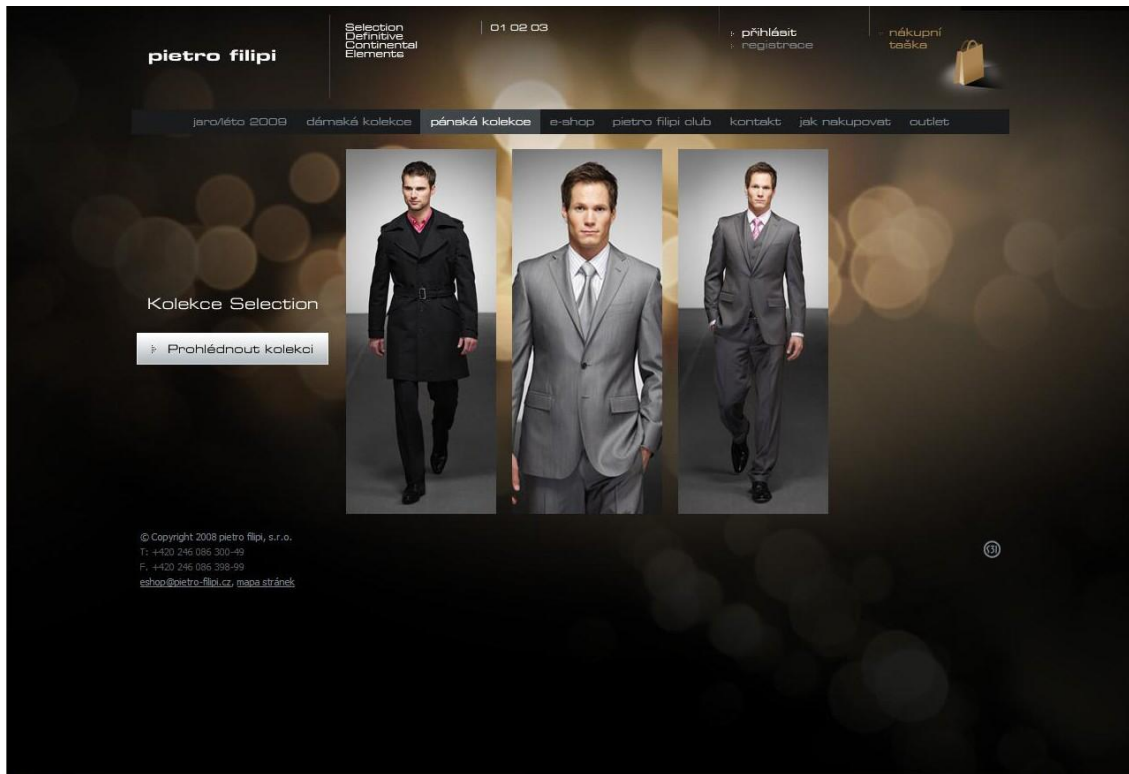 pietro filipi
Selection
Definitive
Continental
Elements
01 02 03
přihlásit
registrace
nákupní
taška
jaro/léto 2009 dámská kolekce pánská kolekce e-shop pietro filipi club kontakt jak nakupovat outlet
Kolekce Selection
Prohlédnout kolekci
© Copyright 2008 pietro filipi, s.r.o.
T: +420 246 086 300-49
F. +420 246 086 398-99
eshop@pietro-filipi.cz, mapa stránek